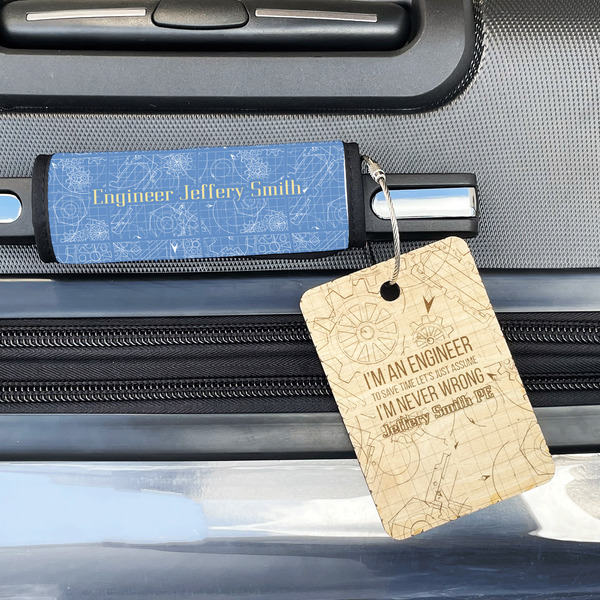 Engineer Jeffery Smith
I'M AN ENGINEER
TO SAVE TIME LET'S JUST ASSUME
I'M NEVER WRONG
Jeffery Smith PE